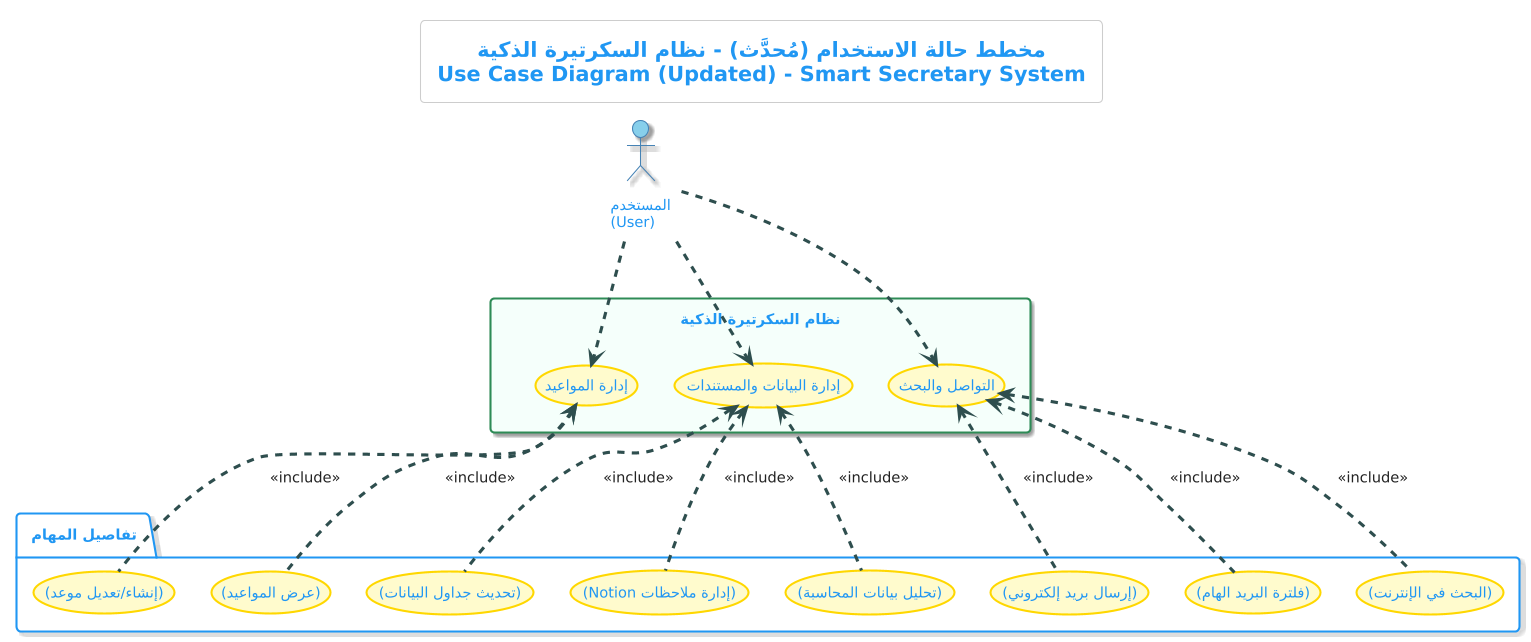 مخطط حالة الاستخدام (مُحدَّث) - نظام السكرتيرة الذكية
Use Case Diagram (Updated) - Smart Secretary System
المستخدم
(User)
نظام السكرتيرة الذكية
إدارة المواعيد
إدارة البيانات والمستندات
التواصل والبحث
«include»
«include»
«include»
«include»
«include»
«include»
«include»
«include»
تفاصيل المهام
(إنشاء/تعديل موعد)
(عرض المواعيد)
(تحديث جداول البيانات)
(إدارة ملاحظات Notion)
(تحليل بيانات المحاسبة)
(إرسال بريد إلكتروني)
(فلترة البريد الهام)
(البحث في الإنترنت)